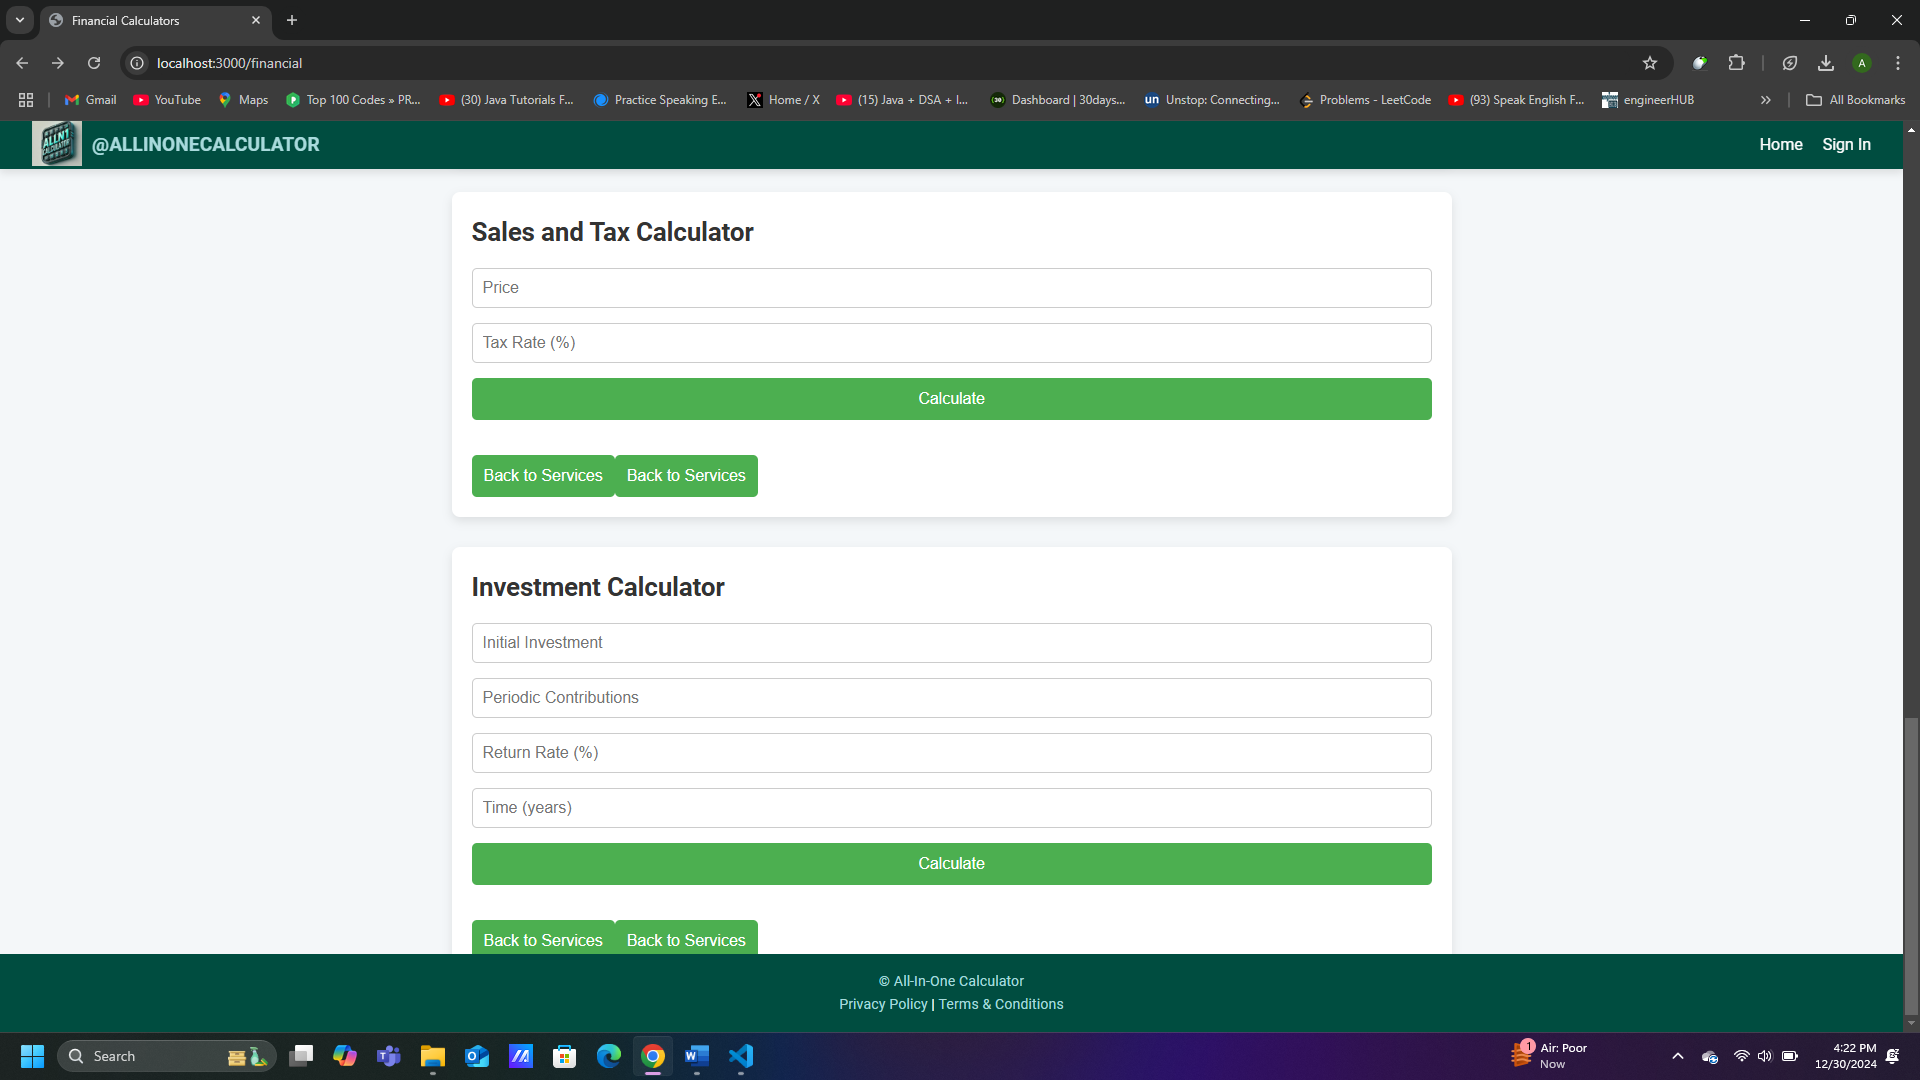 Financial Calculators
localhost:3000/financial
A
Gmail YouTube Maps Top 100 Codes » PR... (30) Java Tutorials F... Practice Speaking E... Home / X (15) Java + DSA + I... Dashboard | 30days... Unstop: Connecting... Problems - LeetCode (93) Speak English F... engineerHUB » All Bookmarks
ALLN1 CALCULATOR @ALLINONECALCULATOR Home Sign In
Sales and Tax Calculator
Price
Tax Rate (%)
Calculate
Back to Services Back to Services
Investment Calculator
Initial Investment
Periodic Contributions
Return Rate (%)
Time (years)
Calculate
Back to Services Back to Services
© All-In-One Calculator
Privacy Policy | Terms & Conditions
Search
1 Air: Poor
Now
4:22 PM
12/30/2024